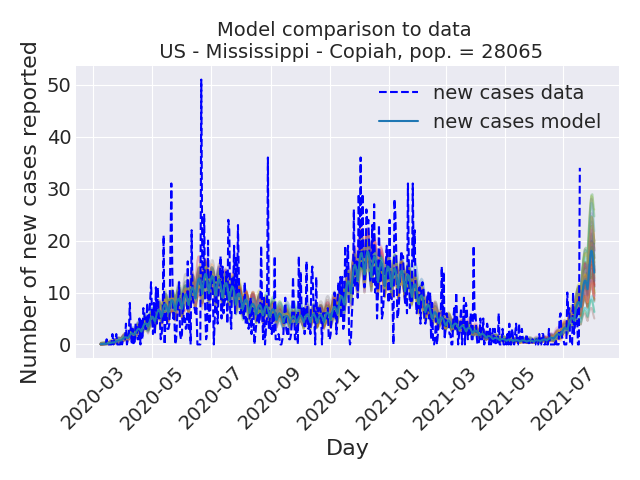 Model comparison to data
US - Mississippi - Copiah, pop. = 28065
Number of new cases reported
50
40
30
20
10
0
new cases data
new cases model
2020-03
2020-05
2020-07
2020-09
2020-11
2021-01
2021-03
2021-05
2021-07
Day